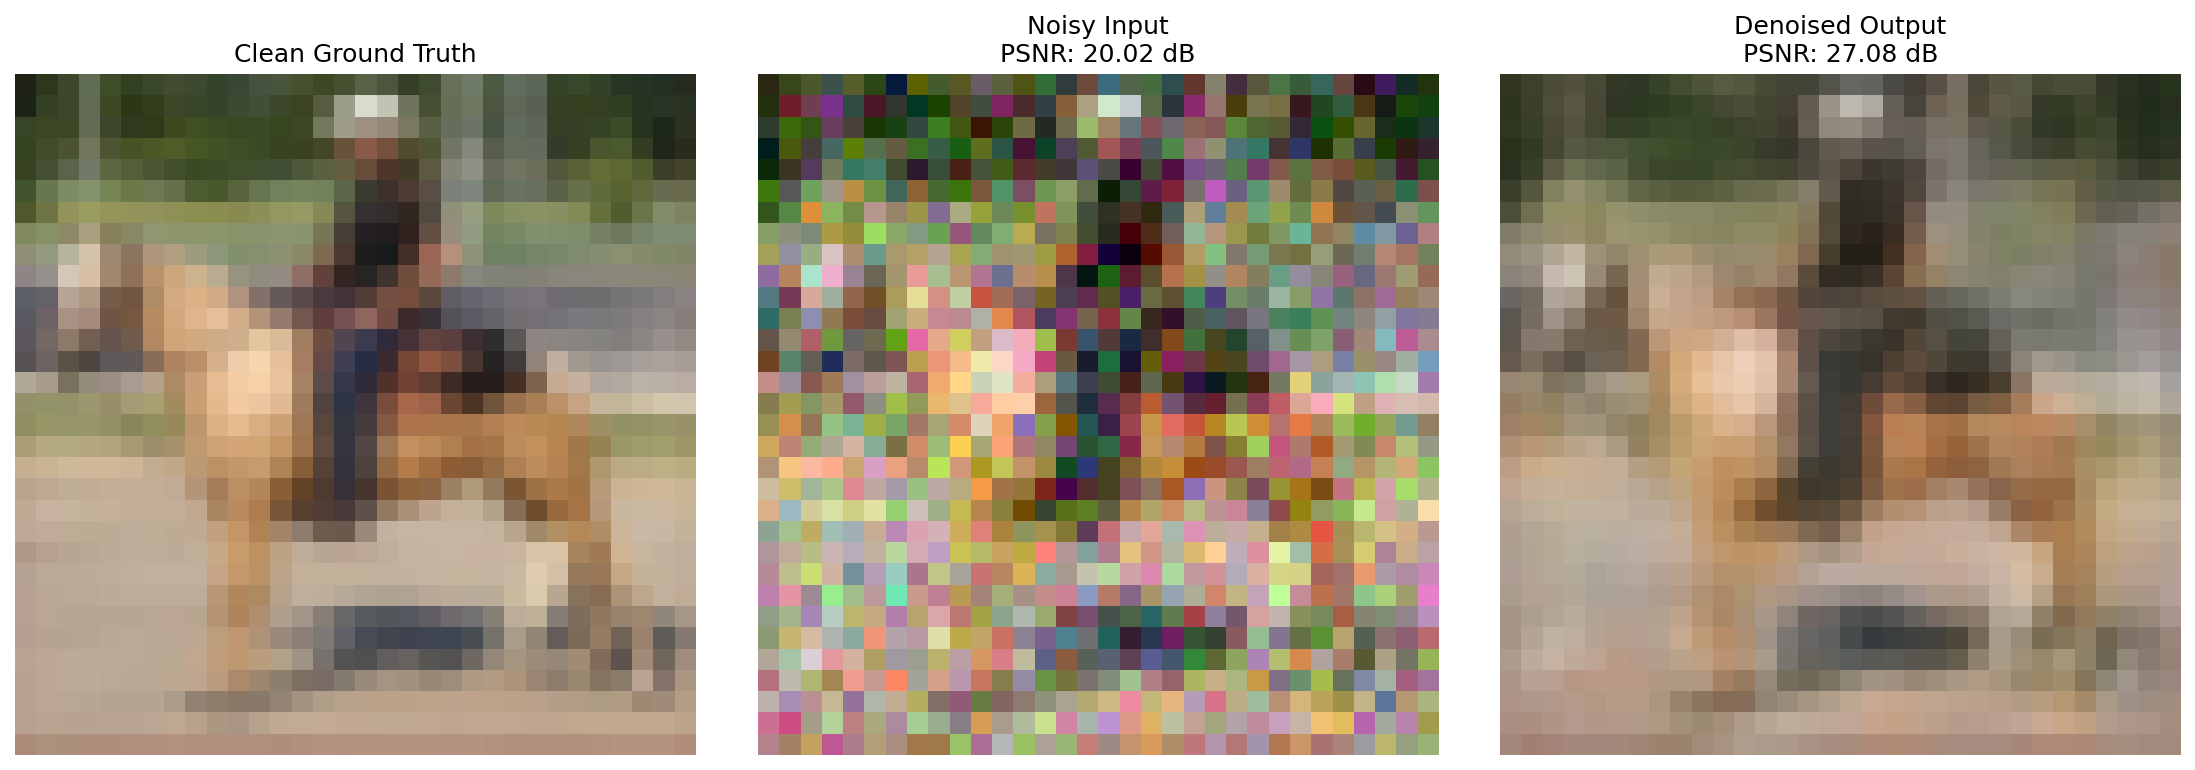 Clean Ground Truth
Noisy Input
PSNR: 20.02 dB
Denoised Output
PSNR: 27.08 dB